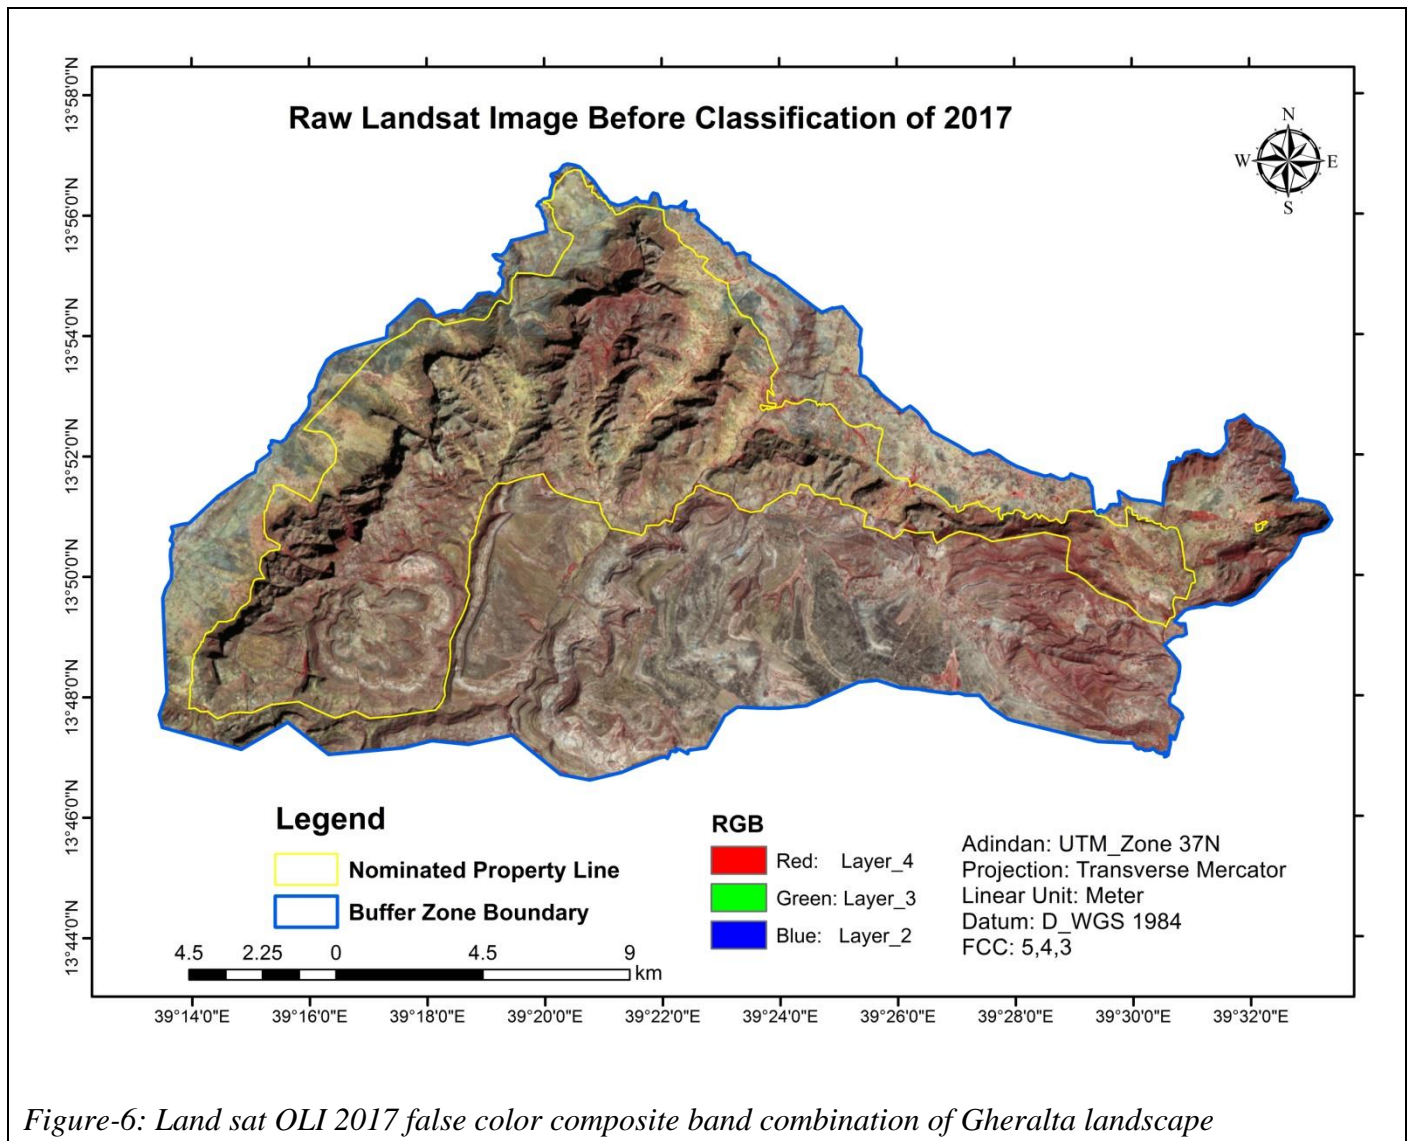 Raw Landsat Image Before Classification of 2017
N
W E
S
13°58'0"N
13°56'0"N
13°54'0"N
13°52'0"N
13°50'0"N
13°48'0"N
13°46'0"N
13°44'0"N
Legend
Nominated Property Line
Buffer Zone Boundary
4.5 2.25 0 4.5 9
km
RGB
Red: Layer_4
Green: Layer_3
Blue: Layer_2
Adindan: UTM_Zone 37N
Projection: Transverse Mercator
Linear Unit: Meter
Datum: D_WGS 1984
FCC: 5,4,3
39°14'0"E 39°16'0"E 39°18'0"E 39°20'0"E 39°22'0"E 39°24'0"E 39°26'0"E 39°28'0"E 39°30'0"E 39°32'0"E
Figure-6: Land sat OLI 2017 false color composite band combination of Gheralta landscape